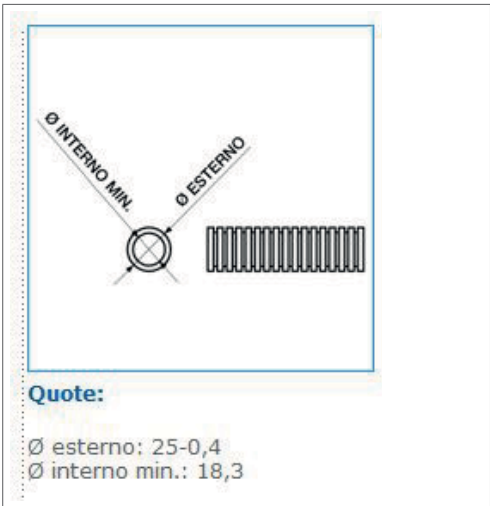 Ø INTERNO MIN.
Ø ESTERNO
Quote:
Ø esterno: 25-0,4
Ø interno min.: 18,3